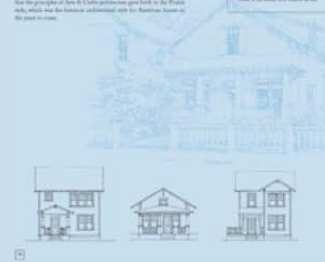 that the principles of Arts & Crafts architecture gave birth to the Prairie
style, which was the foremost architectural style for American homes in
the years to come.